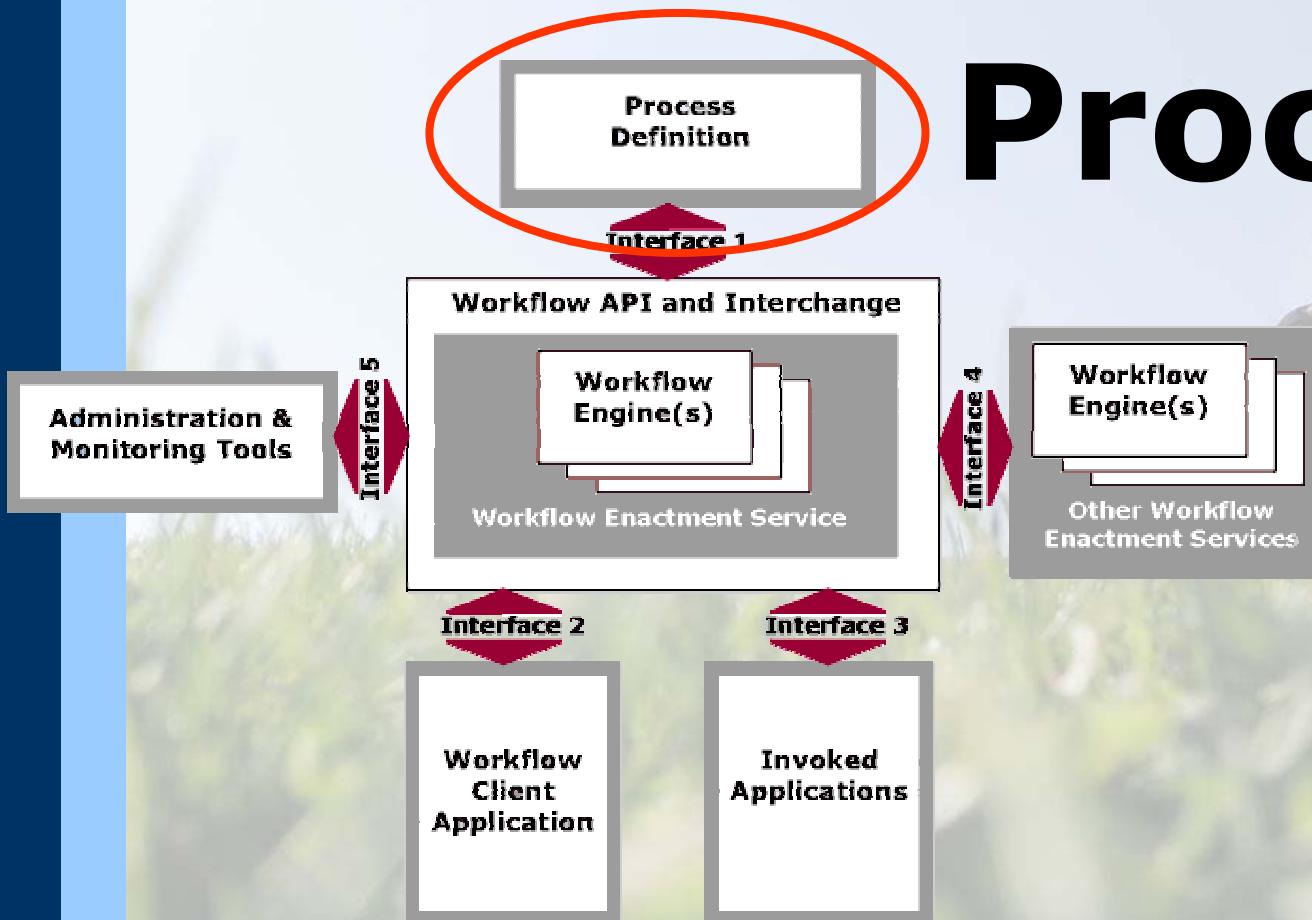 Process
Definition
Proc
Interface 1
Workflow API and Interchange
Workflow
Engine(s)
Workflow Enactment Service
Administration &
Monitoring Tools
Interface 5
Interface 4
Workflow
Engine(s)
Other Workflow
Enactment Services
Interface 2
Interface 3
Workflow
Client
Application
Invoked
Applications